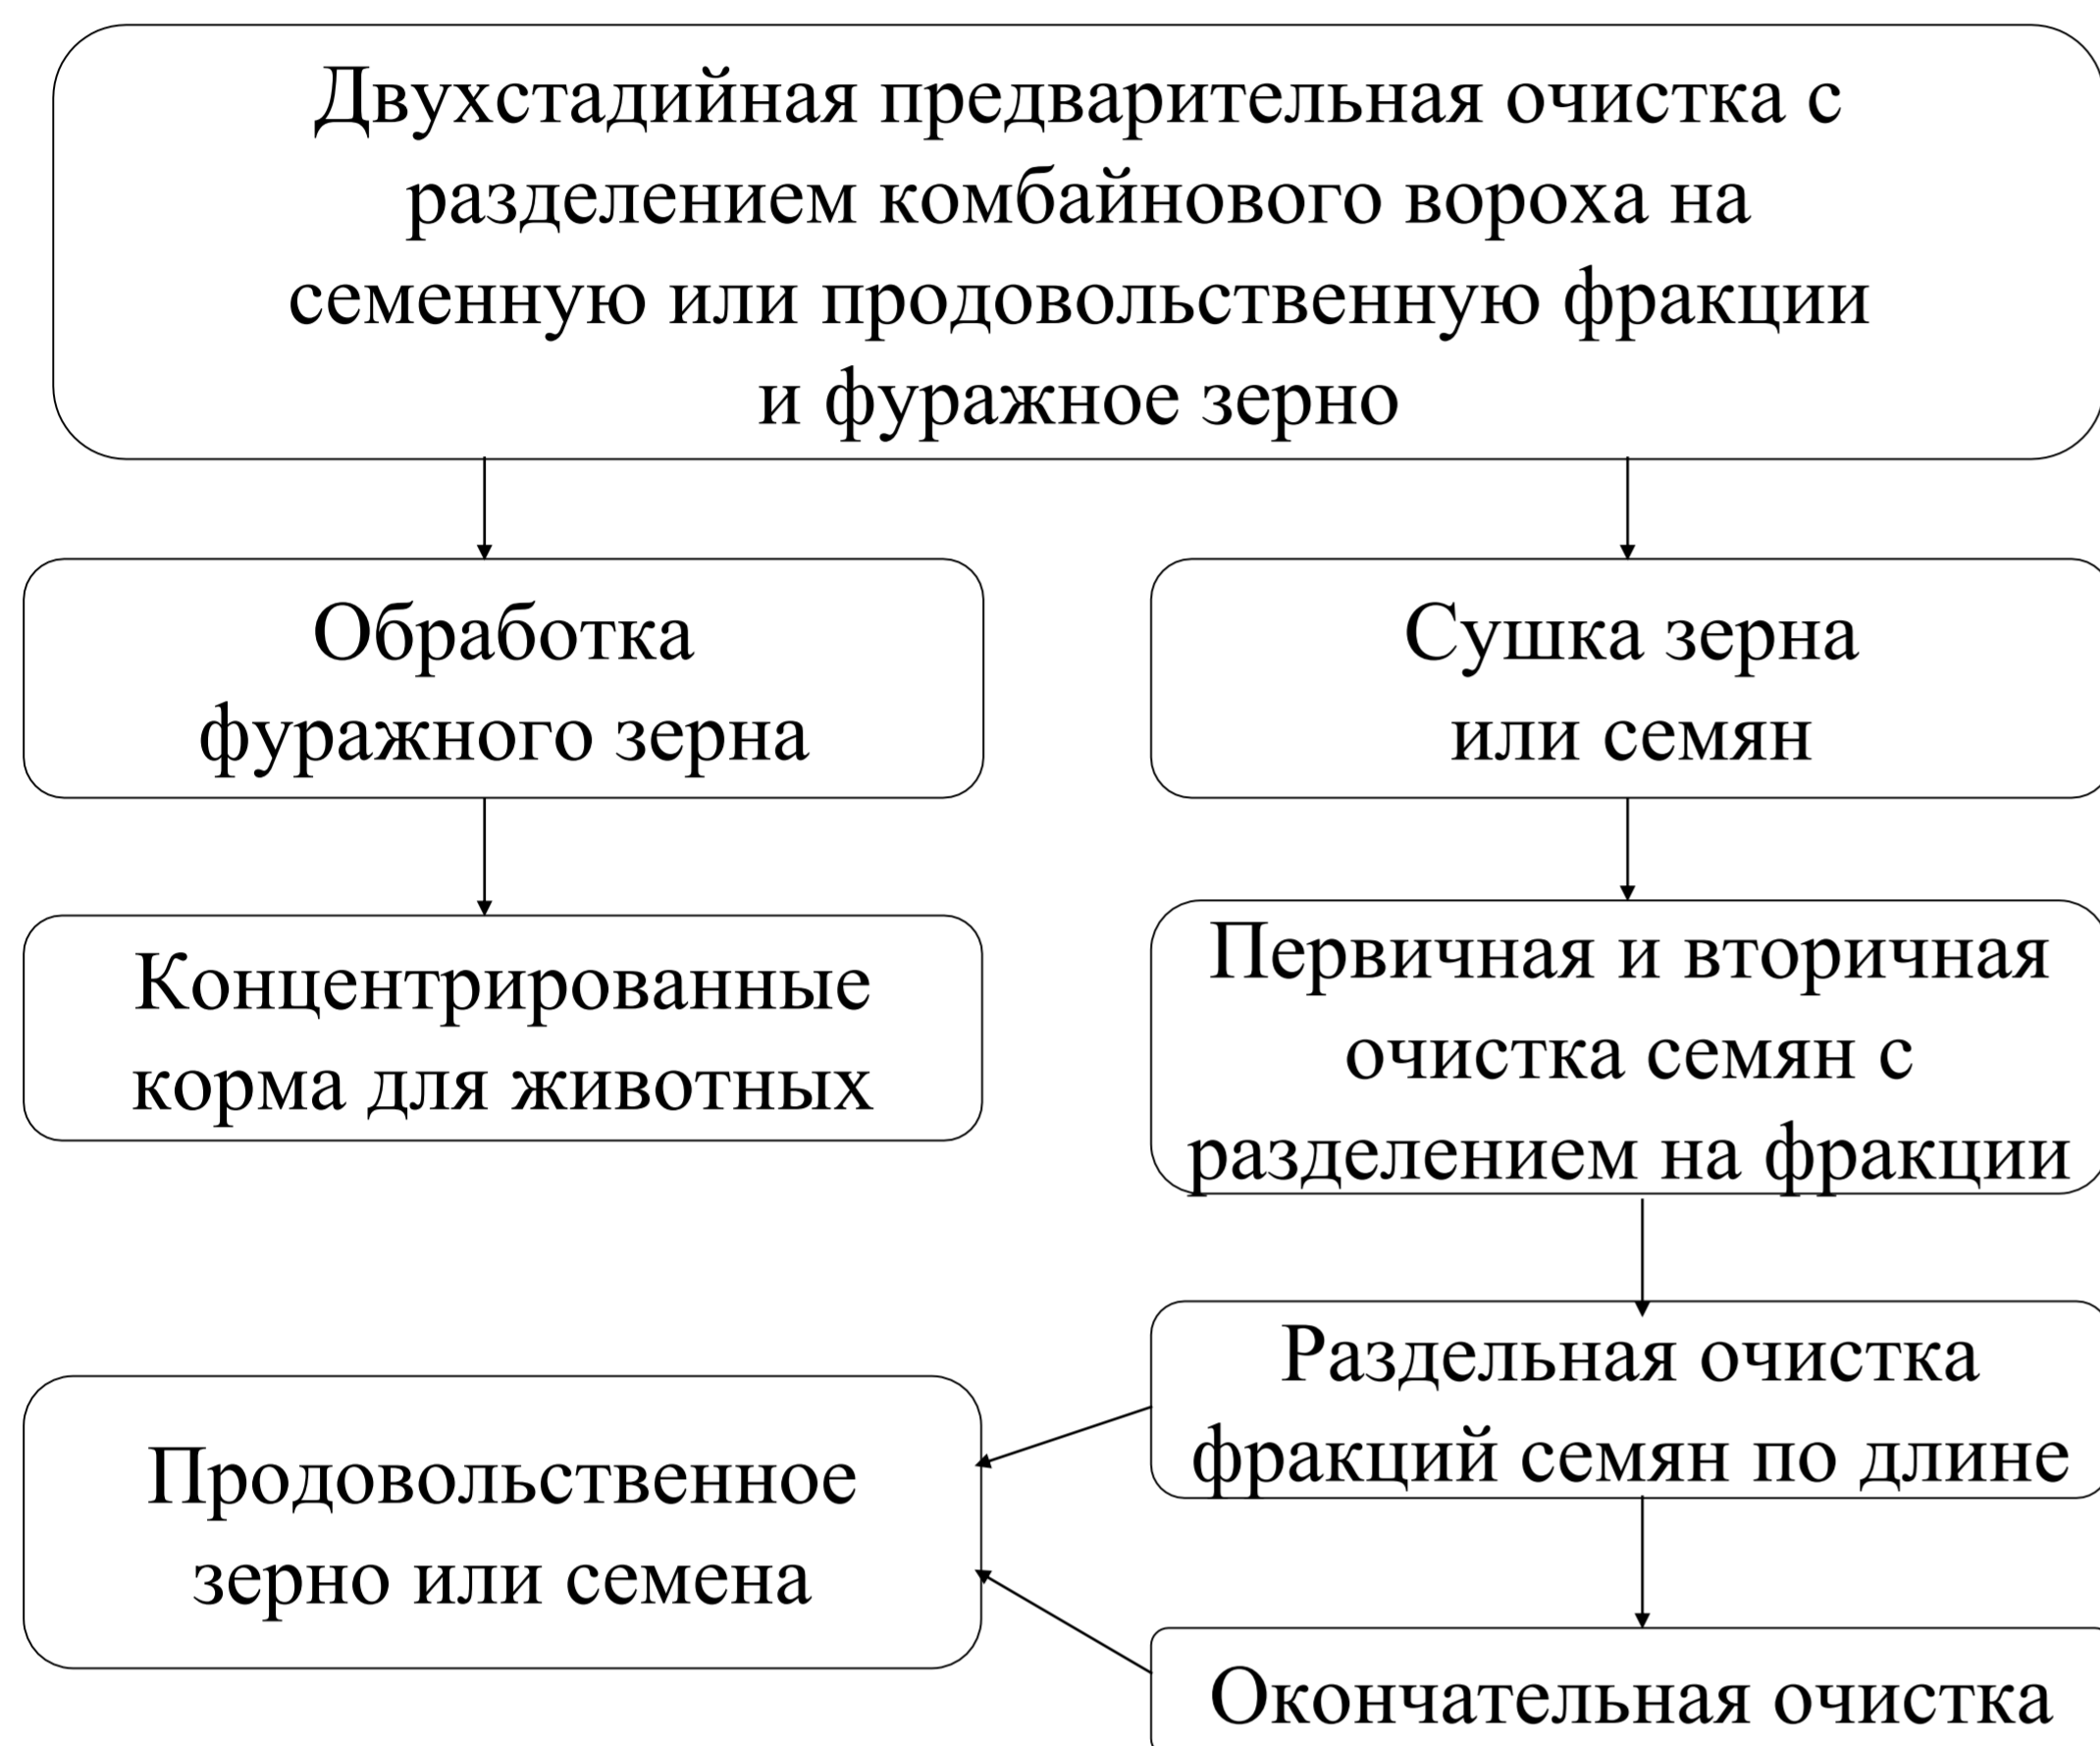 Двухстадийная предварительная очистка с
разделением комбайнового вороха на
семенную или продовольственную фракции
и фуражное зерно
Обработка
фуражного зерна
Сушка зерна
или семян
Концентрированные
корма для животных
Первичная и вторичная
очистка семян с
разделением на фракции
Раздельная очистка
фракций семян по длине
Продовольственное
зерно или семена
Окончательная очистка